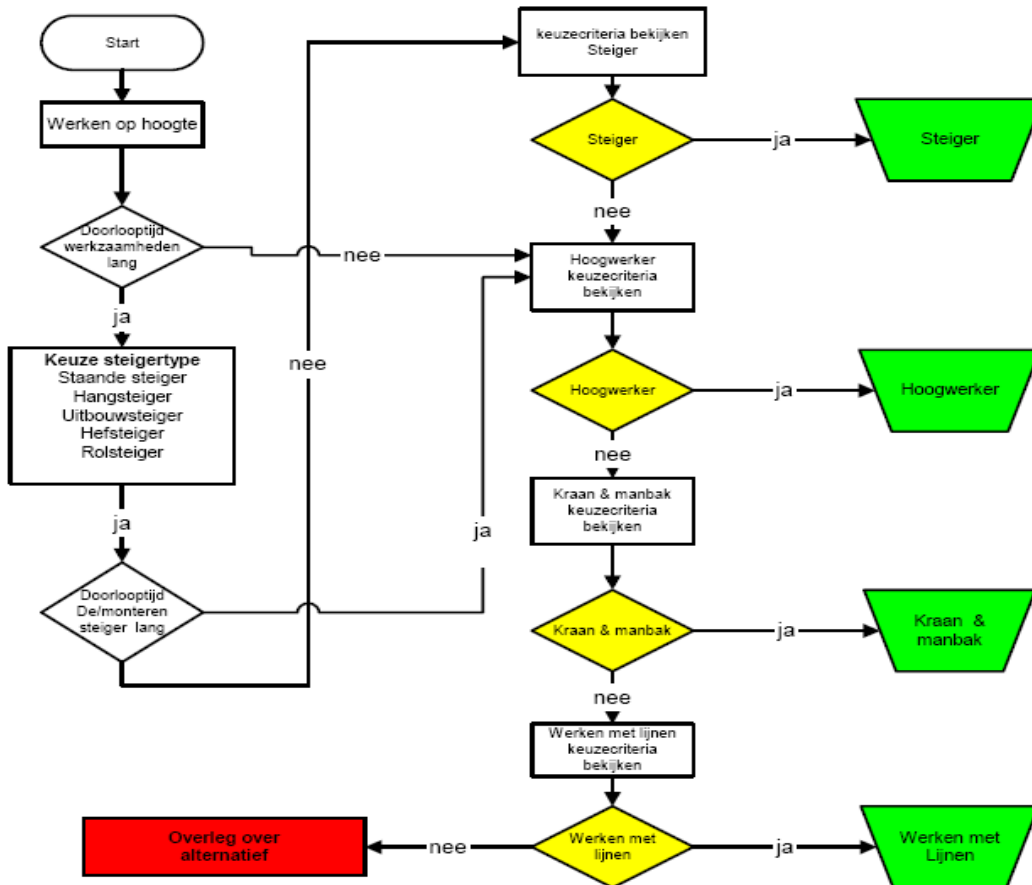 Start
Werken op hoogte
Doorlooptijd
werkzaamheden
lang
nee
ja
Keuze steigertype
Staande steiger
Hangsteiger
Uitbouwsteiger
Hefsteiger
Rolsteiger
ja
Doorlooptijd
De/monteren
steiger lang
ja
nee
keuzecriteria bekijken
Steiger
Steiger
ja
Steiger
nee
Hoogwerker
keuzecriteria
bekijken
Hoogwerker
ja
Hoogwerker
nee
Kraan & manbak
keuzecriteria
bekijken
Kraan & manbak
ja
Kraan &
manbak
nee
Werken met lijnen
keuzecriteria
bekijken
Werken met
lijnen
ja
Werken met
Lijnen
nee
Overleg over
alternatief